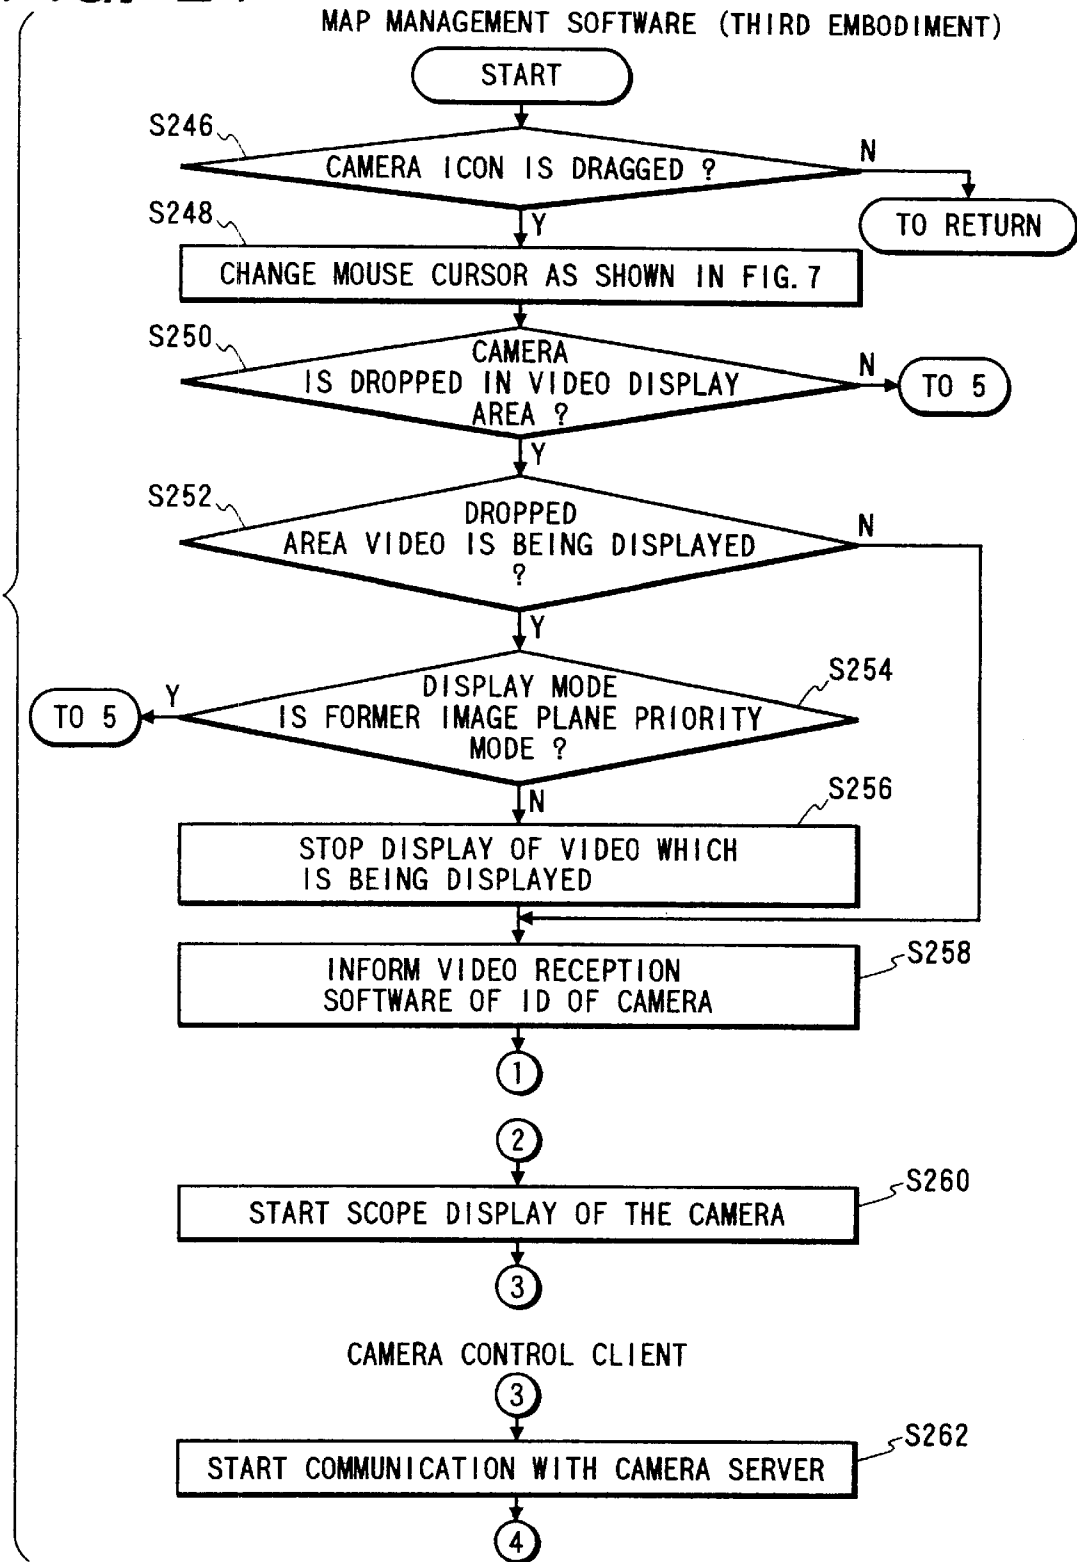 MAP MANAGEMENT SOFTWARE (THIRD EMBODIMENT)
START
S246
CAMERA ICON IS DRAGGED ?
N
TO RETURN
Y
S248
CHANGE MOUSE CURSOR AS SHOWN IN FIG. 7
S250
CAMERA
IS DROPPED IN VIDEO DISPLAY
AREA ?
N
TO 5
Y
S252
DROPPED
AREA VIDEO IS BEING DISPLAYED
?
N
Y
S254
DISPLAY MODE
IS FORMER IMAGE PLANE PRIORITY
MODE ?
Y
TO 5
N
S256
STOP DISPLAY OF VIDEO WHICH
IS BEING DISPLAYED
S258
INFORM VIDEO RECEPTION
SOFTWARE OF ID OF CAMERA
1
2
S260
START SCOPE DISPLAY OF THE CAMERA
3
CAMERA CONTROL CLIENT
3
S262
START COMMUNICATION WITH CAMERA SERVER
4